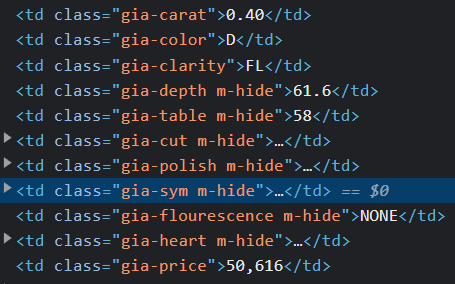 <td class="gia-carat">0.40</td>
<td class="gia-color">D</td>
<td class="gia-clarity">FL</td>
<td class="gia-depth m-hide">61.6</td>
<td class="gia-table m-hide">58</td>
<td class="gia-cut m-hide">…</td>
<td class="gia-polish m-hide">…</td>
<td class="gia-sym m-hide">…</td> == $0
<td class="gia-flourescence m-hide">NONE</td>
<td class="gia-heart m-hide">…</td>
<td class="gia-price">50,616</td>